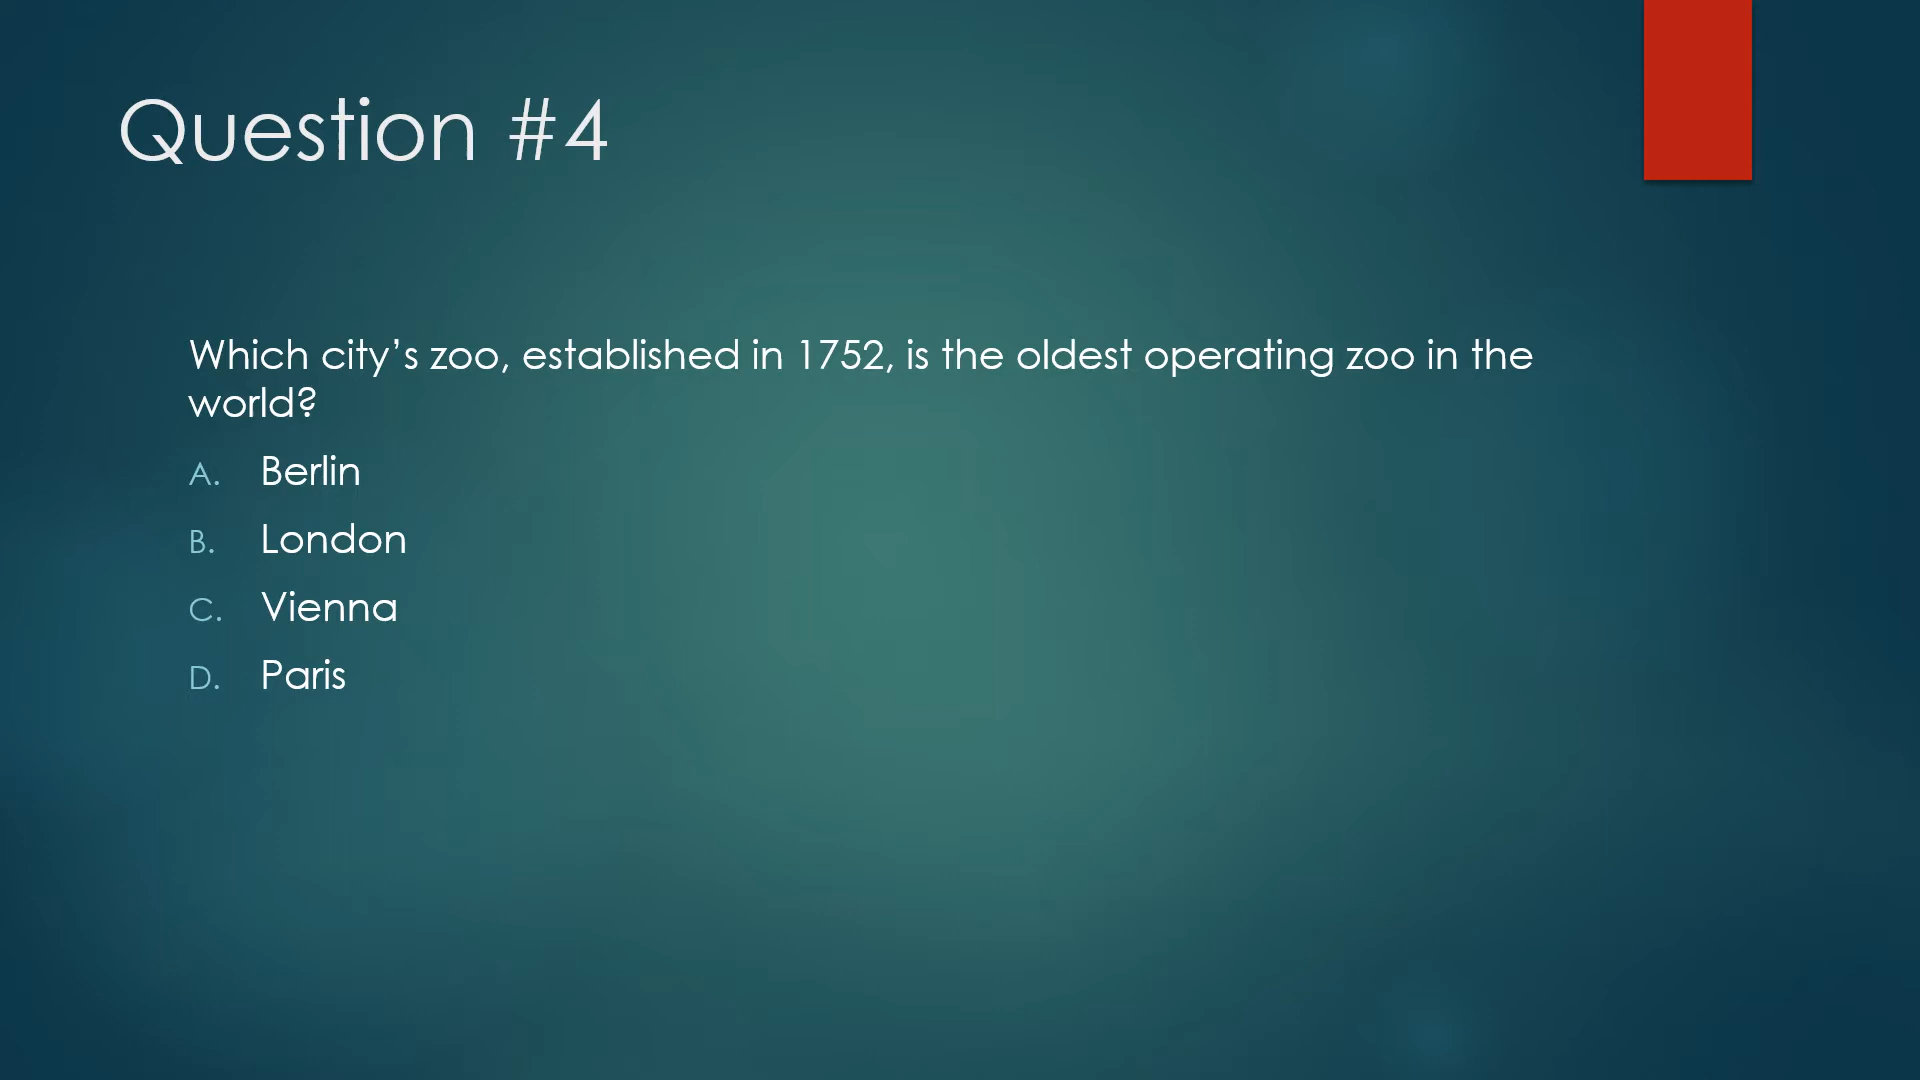 Question #4
Which city’s zoo, established in 1752, is the oldest operating zoo in the
world?
A. Berlin
B. London
C. Vienna
D. Paris